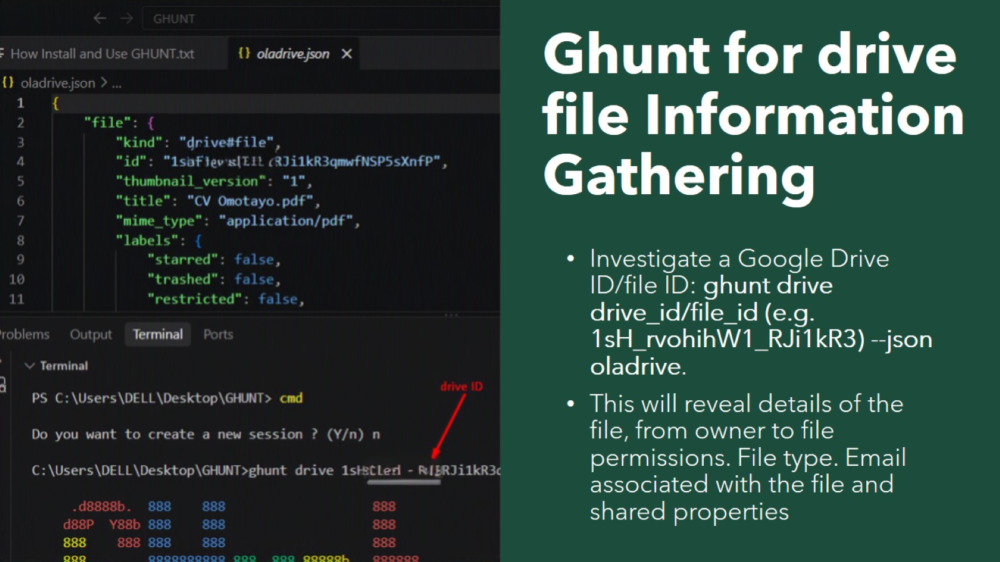 GHUNT
How Install and Use GHUNT.txt
{} oladrive.json ×
{} oladrive.json > ...
1 {
2 "file": {
3 "kind": "drive#file",
4 "id": RJi1kR3qmwfNSP5sXnfP",
5 "thumbnail_version": "1",
6 "title": "CV Omotayo.pdf",
7 "mime_type": "application/pdf",
8 "labels": {
9 "starred": false,
10 "trashed": false,
11 "restricted": false,
roblems Output Terminal Ports
Terminal
drive ID
PS C:\Users\DELL\Desktop\GHUNT> cmd
Do you want to create a new session ? (Y/n) n
C:\Users\DELL\Desktop\GHUNT>ghunt drive
.d8888b. 888 888 888
d88P Y88b 888 888 888
888 888 888 888 888
888 8888888888 888 888 88888b 888888
Ghunt for drive
file Information
Gathering
• Investigate a Google Drive
ID/file ID: ghunt drive
drive_id/file_id (e.g.
1sH_rvohihW1_RJi1kR3) --json
oladrive.
• This will reveal details of the
file, from owner to file
permissions. File type. Email
associated with the file and
shared properties